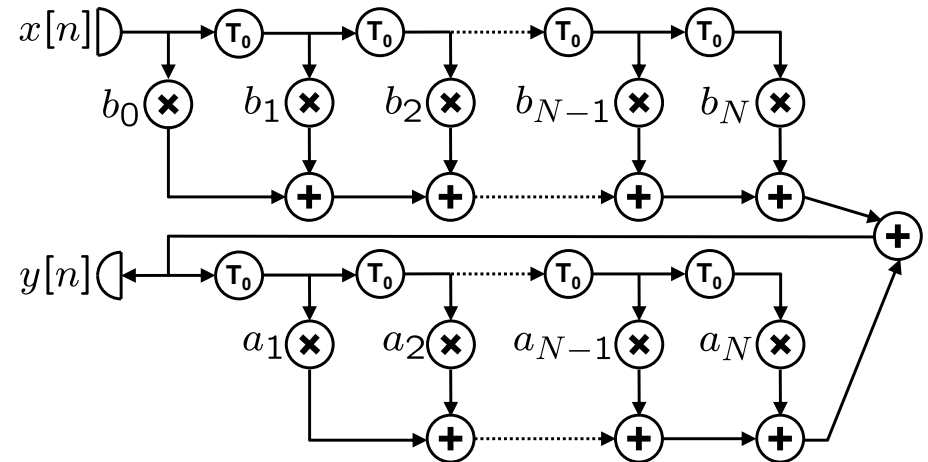 x[n] T₀ T₀ T₀ T₀
b₀ × b₁ × b₂ × b_{N−1} × b_N ×
+ + + +
+
y[n] T₀ T₀ T₀ T₀
a₁ × a₂ × a_{N−1} × a_N ×
+ + +